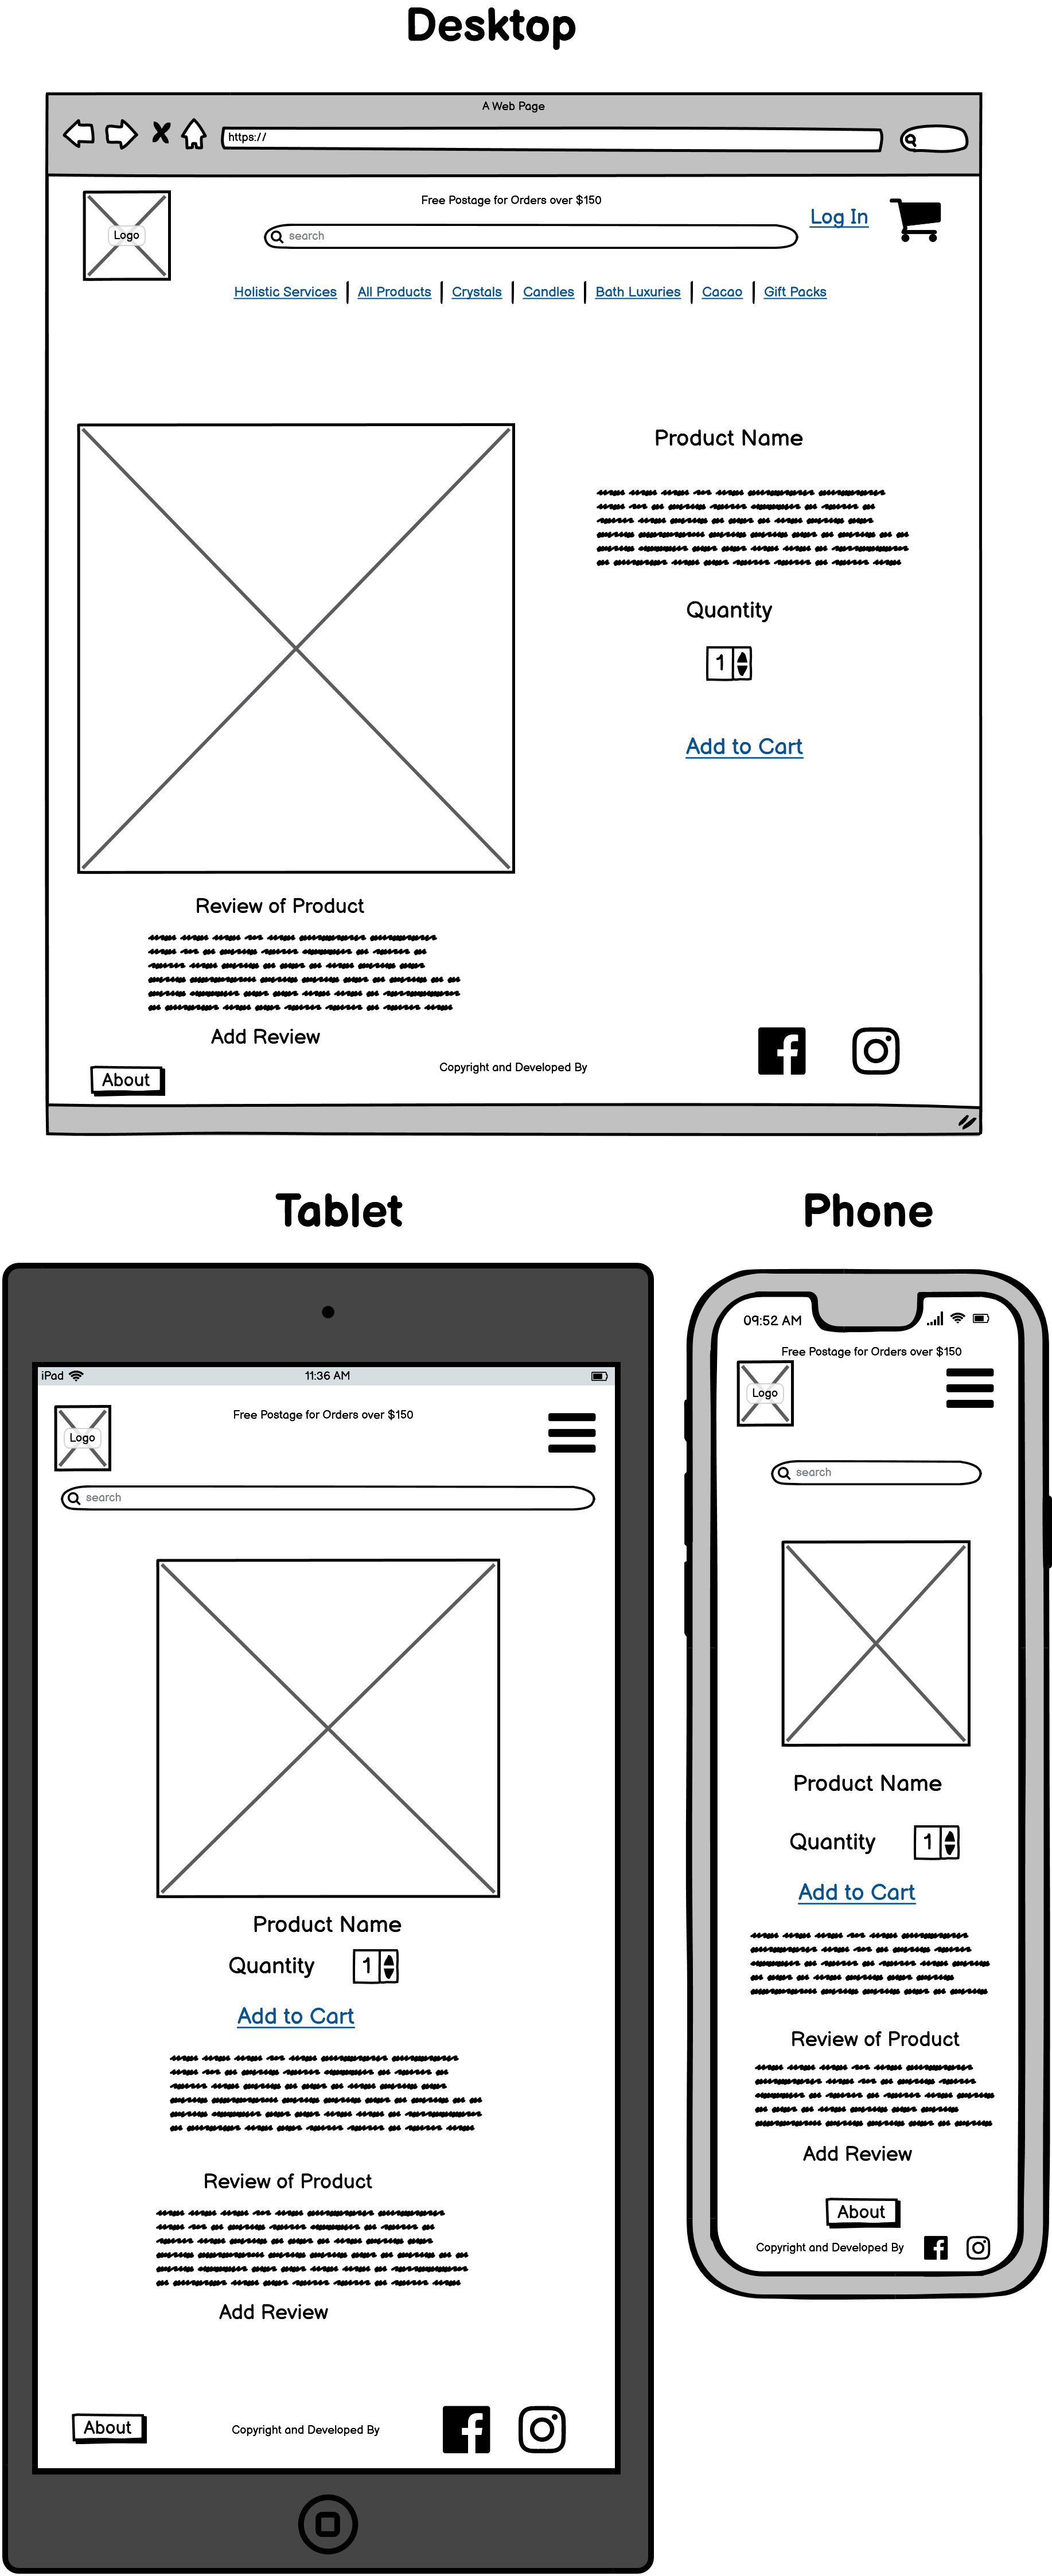 Desktop
A Web Page
https://
Free Postage for Orders over $150
Logo
search
Log In
Holistic Services | All Products | Crystals | Candles | Bath Luxuries | Cacao | Gift Packs
Product Name
Quantity
1
Add to Cart
Review of Product
Add Review
About
Copyright and Developed By
Tablet
iPad
11:36 AM
Logo
Free Postage for Orders over $150
search
Product Name
Quantity 1
Add to Cart
Review of Product
Add Review
About
Copyright and Developed By
Phone
09:52 AM
Free Postage for Orders over $150
Logo
search
Product Name
Quantity 1
Add to Cart
Review of Product
Add Review
About
Copyright and Developed By